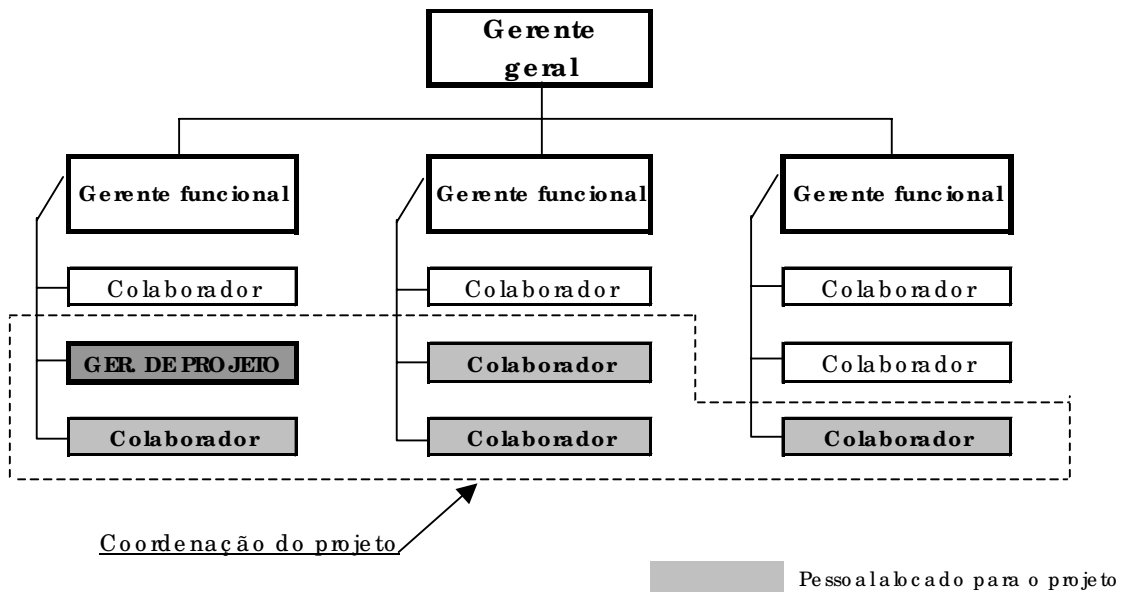 Gerente
geral
Gerente funcional
Gerente funcional
Gerente funcional
Colaborador
Colaborador
Colaborador
GER. DE PROJETO
Colaborador
Colaborador
Colaborador
Colaborador
Colaborador
Coordenação do projeto
Pessoal alocado para o projeto